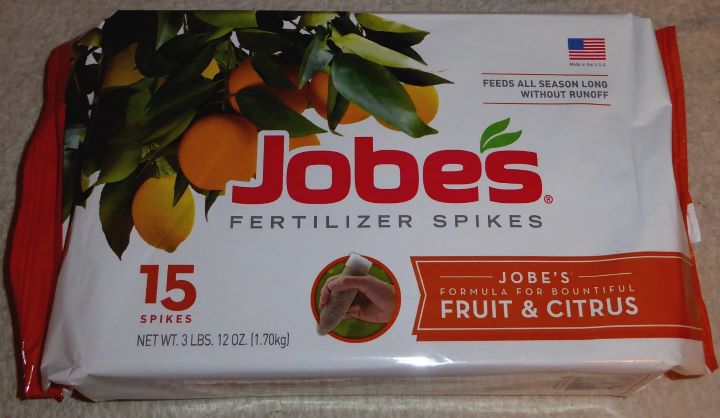 Made in the U.S.A.
FEEDS ALL SEASON LONG
WITHOUT RUNOFF
Jobe's®
FERTILIZER SPIKES
15
SPIKES
NET WT. 3 LBS. 12 OZ. (1.70kg)
JOBE'S
FORMULA FOR BOUNTIFUL
FRUIT & CITRUS